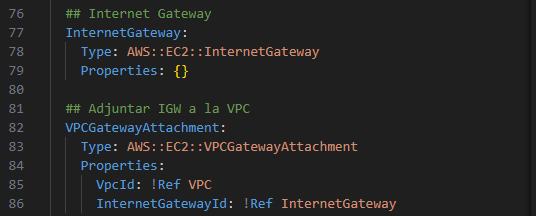 76 ## Internet Gateway
77 InternetGateway:
78 Type: AWS::EC2::InternetGateway
79 Properties: {}
80
81 ## Adjuntar IGW a la VPC
82 VPCGatewayAttachment:
83 Type: AWS::EC2::VPCGatewayAttachment
84 Properties:
85 VpcId: !Ref VPC
86 InternetGatewayId: !Ref InternetGateway